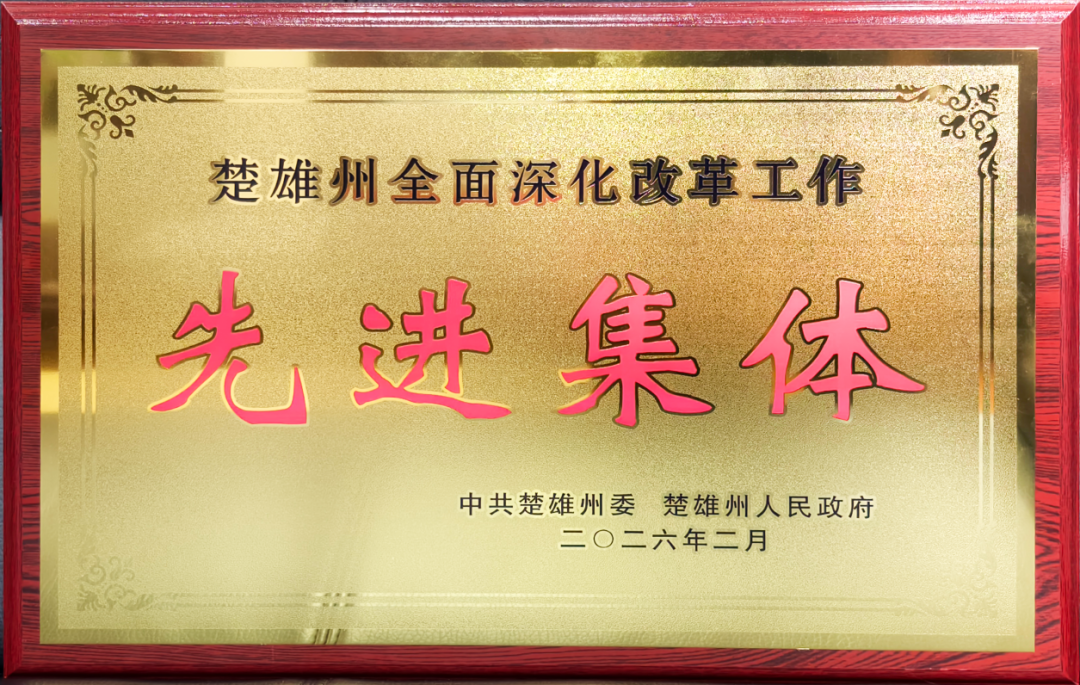 楚雄州全面深化改革工作
先进集体
中共楚雄州委 楚雄州人民政府
二〇二六年二月